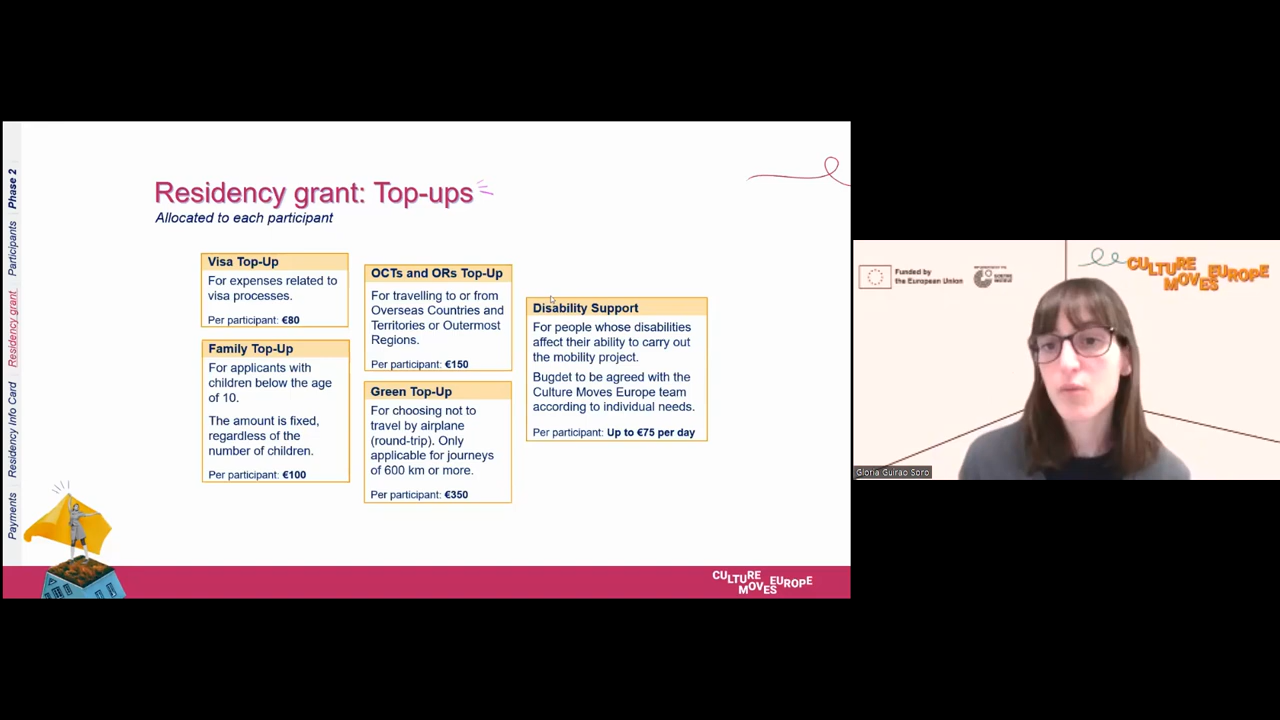 Residency grant: Top-ups
Allocated to each participant
Visa Top-Up
For expenses related to
visa processes.
Per participant: €80
Family Top-Up
For applicants with
children below the age
of 10.
The amount is fixed,
regardless of the
number of children.
Per participant: €100
OCTs and ORs Top-Up
For travelling to or from
Overseas Countries and
Territories or Outermost
Regions.
Per participant: €150
Green Top-Up
For choosing not to
travel by airplane
(round-trip). Only
applicable for journeys
of 600 km or more.
Per participant: €350
Disability Support
For people whose disabilities
affect their ability to carry out
the mobility project.
Bugdet to be agreed with the
Culture Moves Europe team
according to individual needs.
Per participant: Up to €75 per day
Phase 2
Participants
Residency grant
Residency Info Card
Payments
CULTURE
MOVES EUROPE
Funded by
the European Union
GOETHE
INSTITUT
CULTURE
MOVES EUROPE
Gloria Guirao Soro